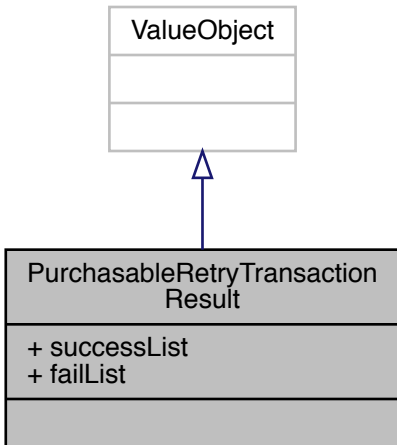 ValueObject
PurchasableRetryTransaction
Result
+ successList
+ failList